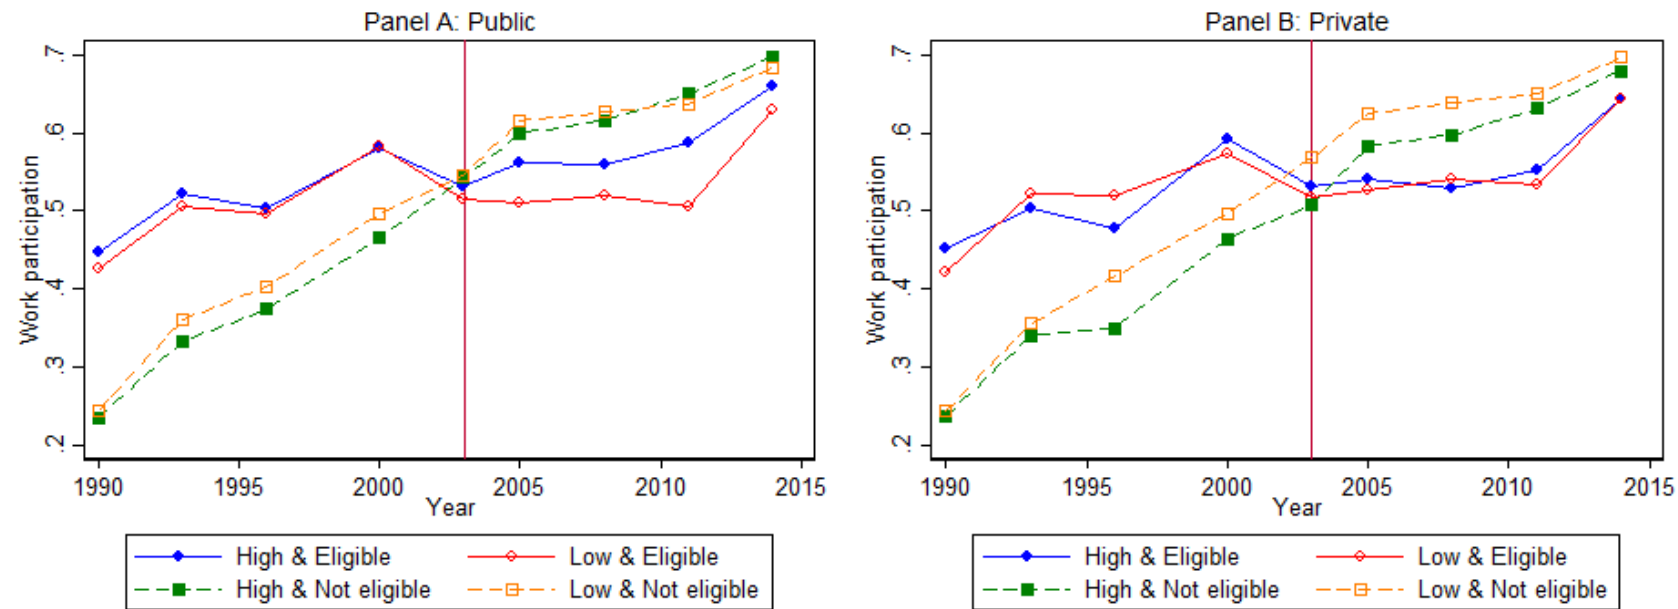 Panel A: Public
Work participation
.7
.6
.5
.4
.3
.2
1990 1995 2000 2005 2010 2015
Year
High & Eligible Low & Eligible
High & Not eligible Low & Not eligible
Panel B: Private
Work participation
.7
.6
.5
.4
.3
.2
1990 1995 2000 2005 2010 2015
Year
High & Eligible Low & Eligible
High & Not eligible Low & Not eligible